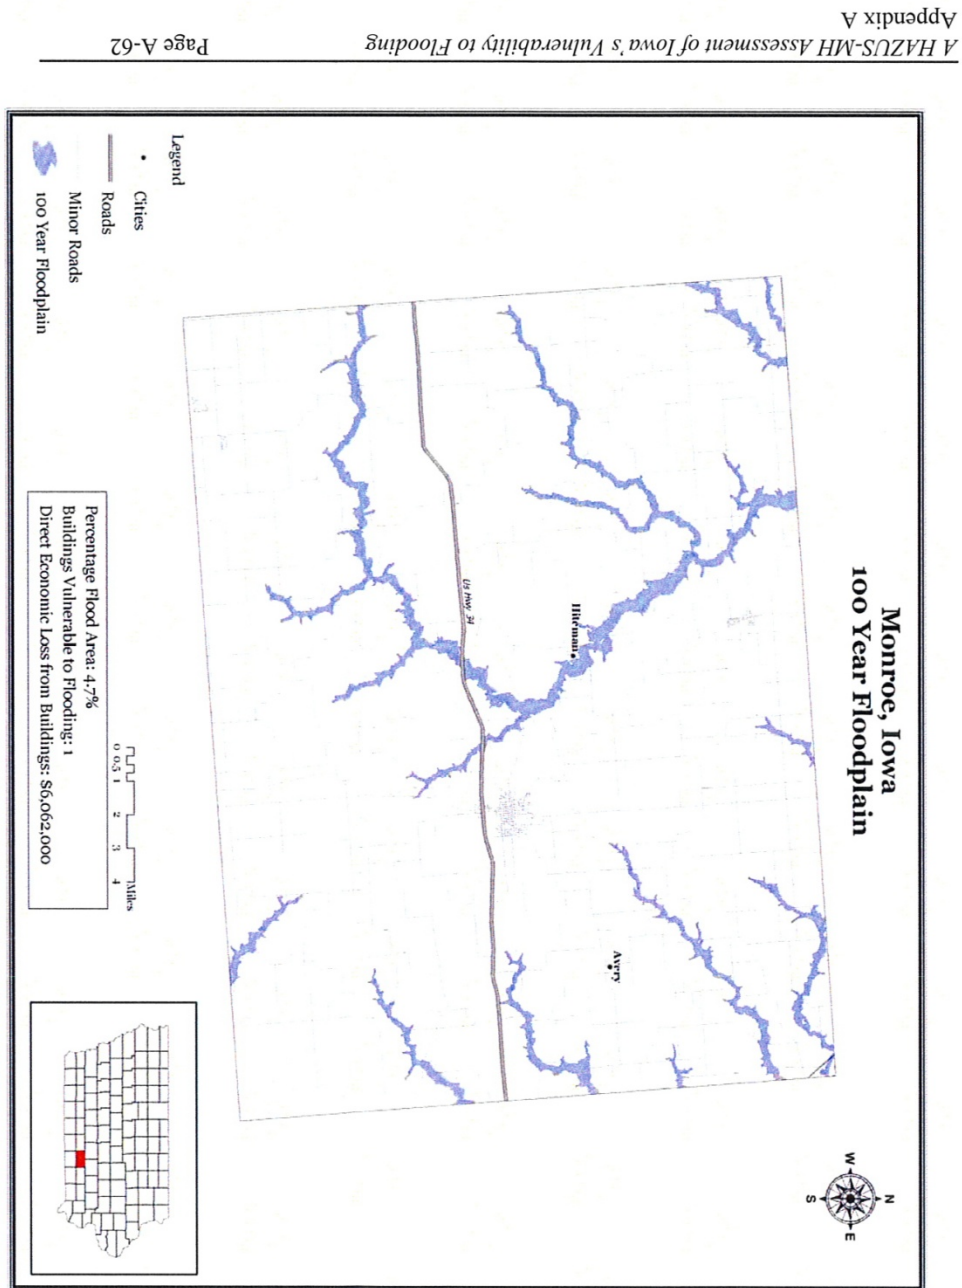 A HAZUS-MH Assessment of Iowa's Vulnerability to Flooding
Page A-62
Appendix A
Monroe, Iowa
100 Year Floodplain
N
W
E
S
Hiteman
Avery
Us Hwy 34
Legend
Cities
Roads
Minor Roads
100 Year Floodplain
0 0.5 1 2 3 4 Miles
Percentage Flood Area: 4.7%
Buildings Vulnerable to Flooding: 1
Direct Economic Loss from Buildings: $6,062,000